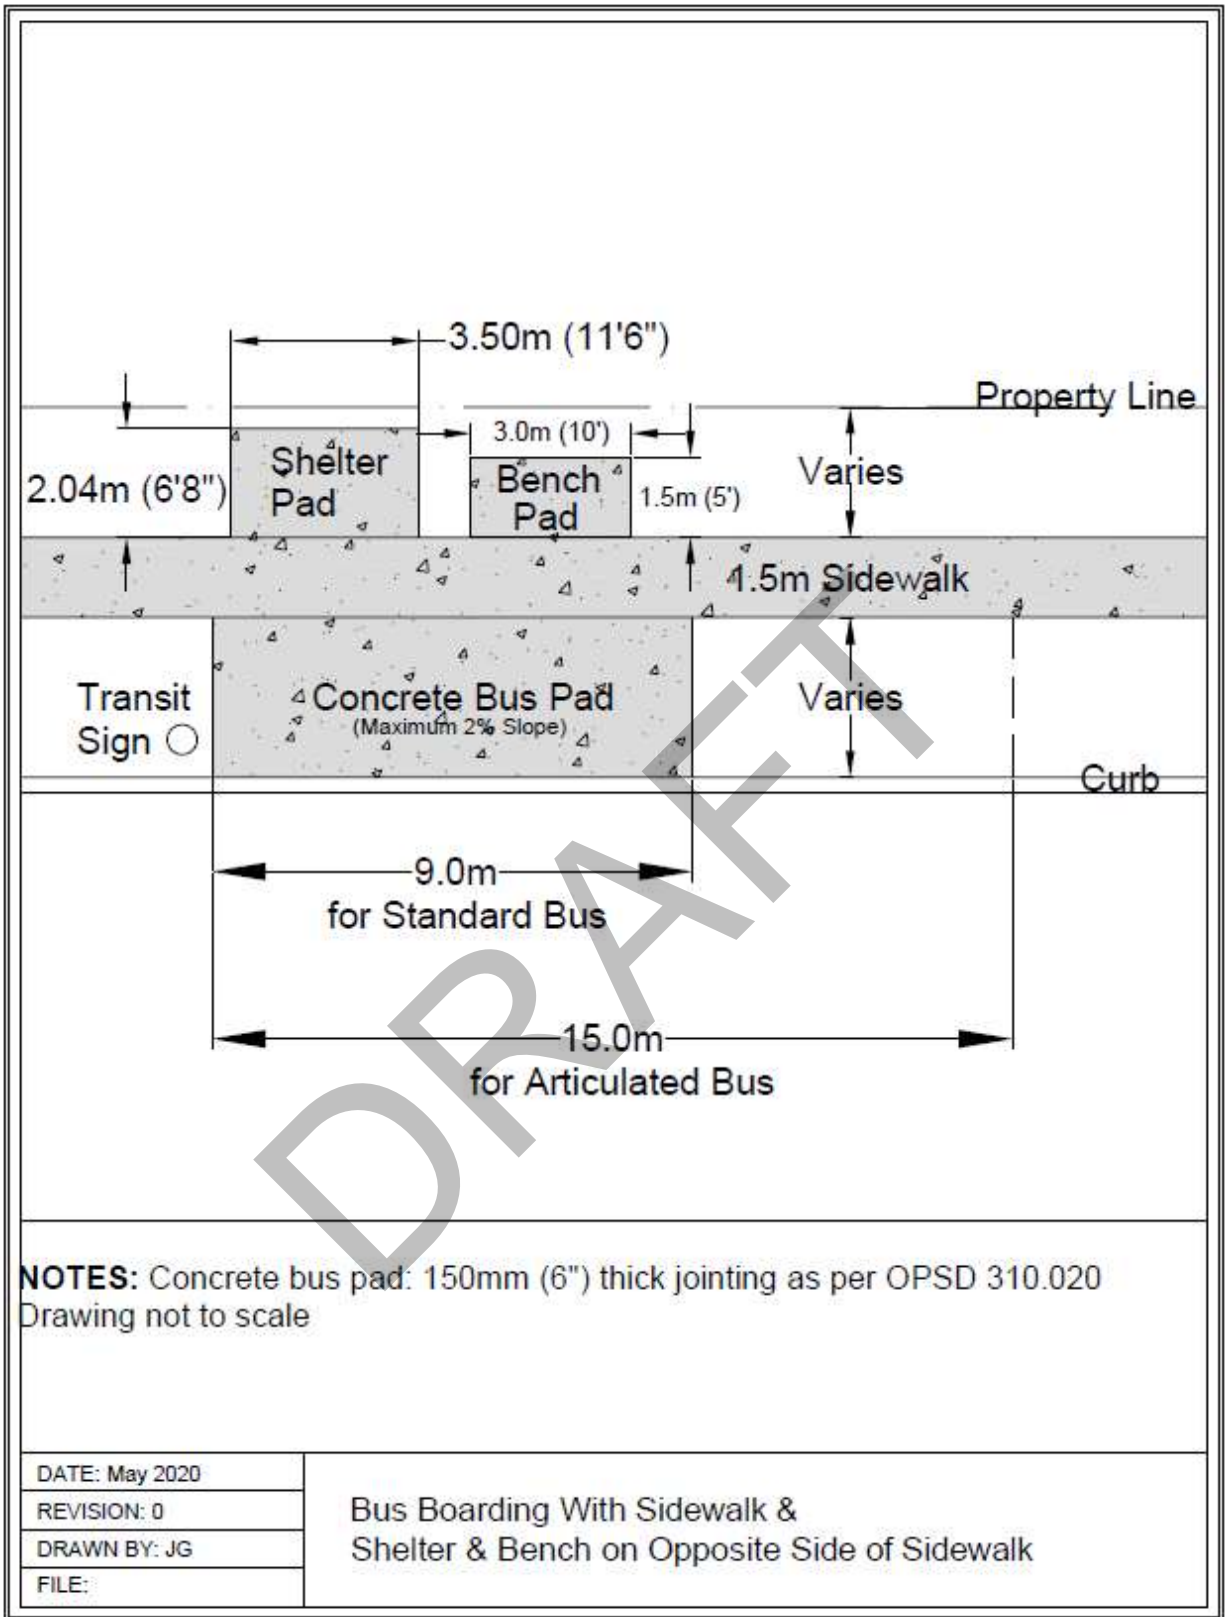 3.50m (11'6")
Property Line
3.0m (10')
Shelter
Pad
2.04m (6'8")
Bench
Pad
1.5m (5')
Varies
1.5m Sidewalk
Transit
Sign
Concrete Bus Pad
(Maximum 2% Slope)
Varies
Curb
9.0m
for Standard Bus
15.0m
for Articulated Bus
DRAFT
NOTES: Concrete bus pad: 150mm (6") thick jointing as per OPSD 310.020
Drawing not to scale
DATE: May 2020
REVISION: 0
DRAWN BY: JG
FILE:
Bus Boarding With Sidewalk &
Shelter & Bench on Opposite Side of Sidewalk